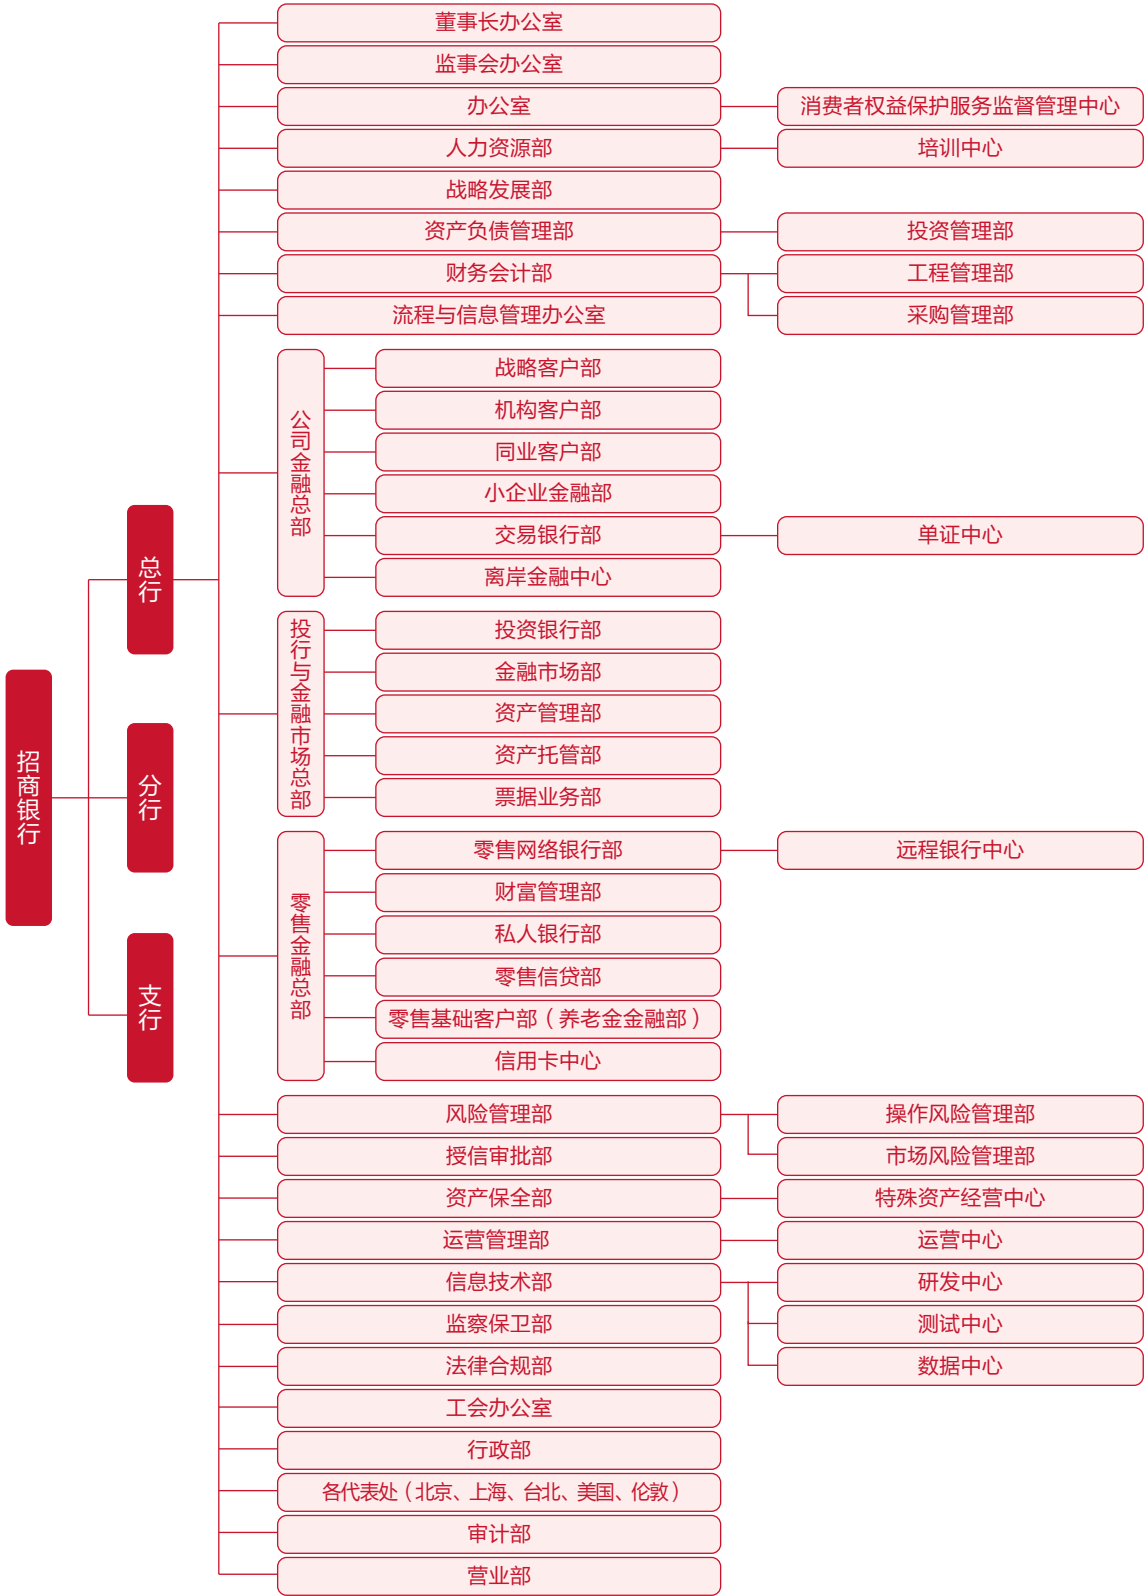 招商银行
总行
分行
支行
董事长办公室
监事会办公室
办公室
消费者权益保护服务监督管理中心
人力资源部
培训中心
战略发展部
资产负债管理部
投资管理部
财务会计部
工程管理部
流程与信息管理办公室
采购管理部
公司金融总部
战略客户部
机构客户部
同业客户部
小企业金融部
交易银行部
单证中心
离岸金融中心
投行与金融市场总部
投资银行部
金融市场部
资产管理部
资产托管部
票据业务部
零售金融总部
零售网络银行部
远程银行中心
财富管理部
私人银行部
零售信贷部
零售基础客户部（养老金金融部）
信用卡中心
风险管理部
操作风险管理部
授信审批部
市场风险管理部
资产保全部
特殊资产经营中心
运营管理部
运营中心
信息技术部
研发中心
监察保卫部
测试中心
法律合规部
数据中心
工会办公室
行政部
各代表处（北京、上海、台北、美国、伦敦）
审计部
营业部